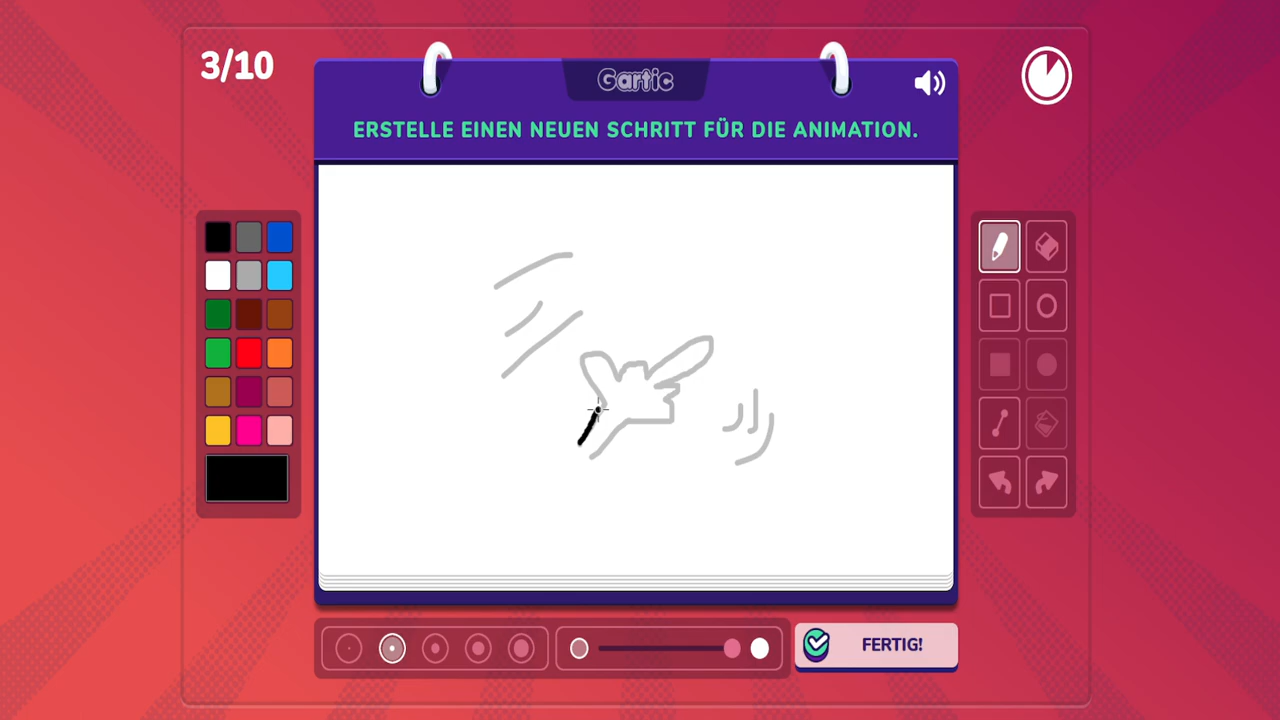 3/10
Gartic
ERSTELLE EINEN NEUEN SCHRITT FÜR DIE ANIMATION.
FERTIG!